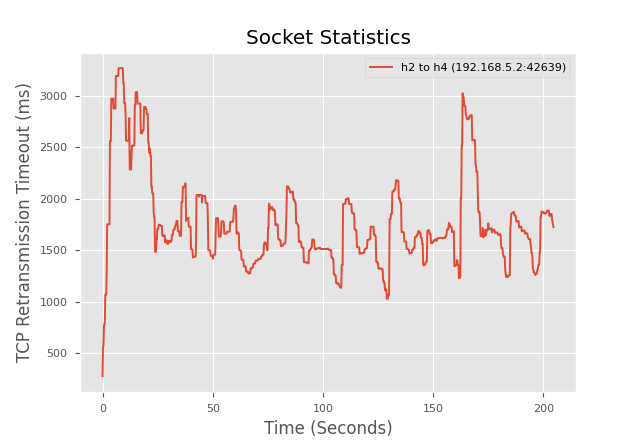 Socket Statistics
h2 to h4 (192.168.5.2:42639)
TCP Retransmission Timeout (ms)
3000
2500
2000
1500
1000
500
0 50 100 150 200
Time (Seconds)